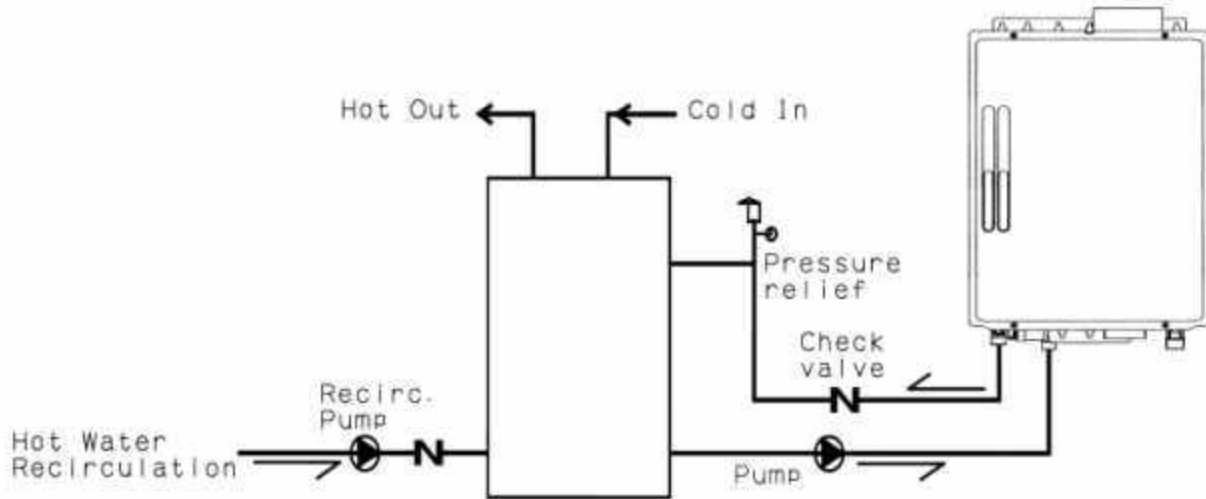 Hot Out
Cold In
Pressure
relief
Check
valve
Recirc.
Pump
Hot Water
Recirculation
Pump